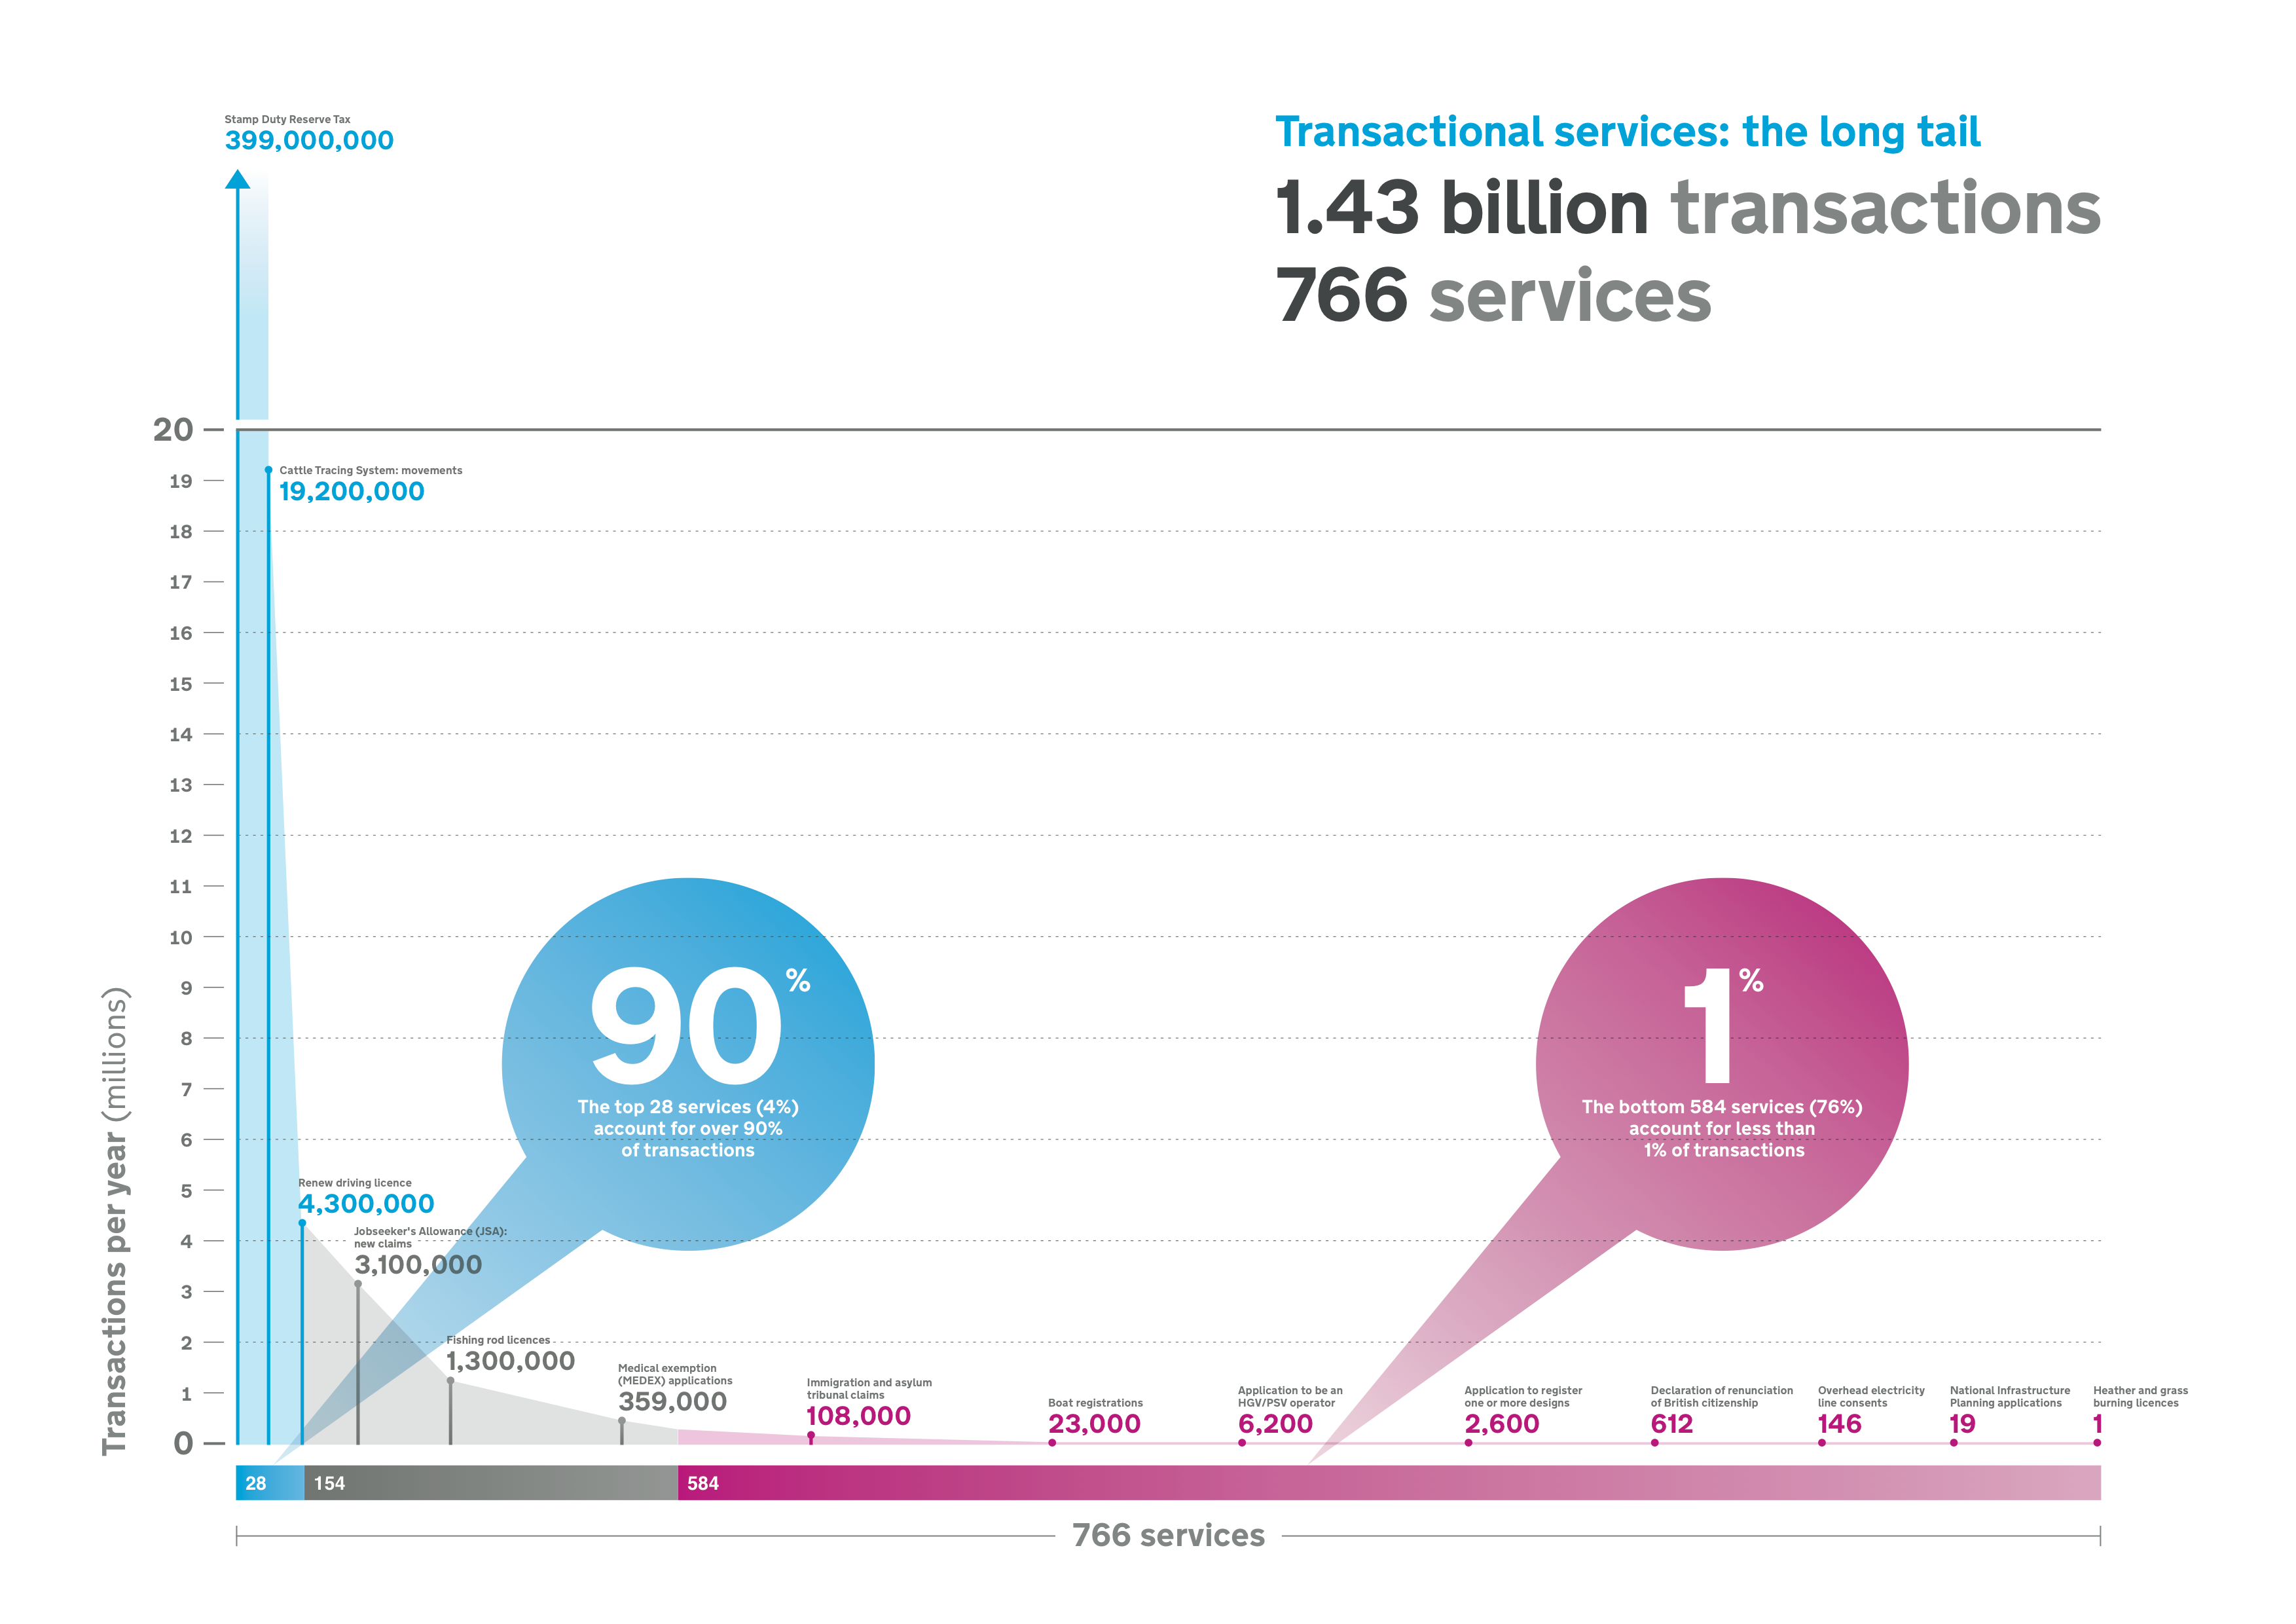 Transactional services: the long tail
1.43 billion transactions
766 services
Stamp Duty Reserve Tax
399,000,000
20
19
18
17
16
15
14
13
12
11
10
9
8
7
6
5
4
3
2
1
0
Transactions per year (millions)
Cattle Tracing System: movements
19,200,000
Renew driving licence
4,300,000
Jobseeker's Allowance (JSA):
new claims
3,100,000
Fishing rod licences
1,300,000
Medical exemption
(MEDEX) applications
359,000
Immigration and asylum
tribunal claims
108,000
Boat registrations
23,000
Application to be an
HGV/PSV operator
6,200
Application to register
one or more designs
2,600
Declaration of renunciation
of British citizenship
612
Overhead electricity
line consents
146
National Infrastructure
Planning applications
19
Heather and grass
burning licences
1
90%
The top 28 services (4%)
account for over 90%
of transactions
1%
The bottom 584 services (76%)
account for less than
1% of transactions
28
154
584
766 services